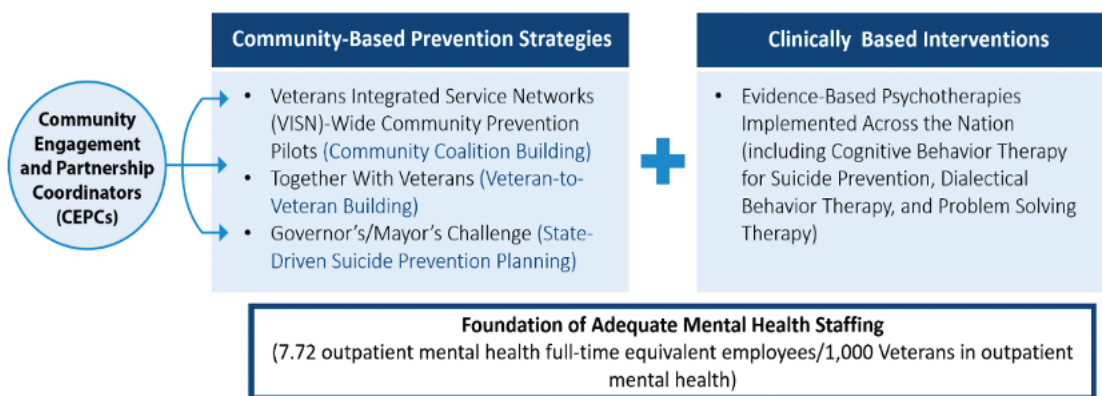 Community-Based Prevention Strategies
Clinically Based Interventions
Community
Engagement
and Partnership
Coordinators
(CEPCs)
• Veterans Integrated Service Networks
(VISN)-Wide Community Prevention
Pilots (Community Coalition Building)
• Together With Veterans (Veteran-to-
Veteran Building)
• Governor's/Mayor's Challenge (State-
Driven Suicide Prevention Planning)
• Evidence-Based Psychotherapies
Implemented Across the Nation
(including Cognitive Behavior Therapy
for Suicide Prevention, Dialectical
Behavior Therapy, and Problem Solving
Therapy)
Foundation of Adequate Mental Health Staffing
(7.72 outpatient mental health full-time equivalent employees/1,000 Veterans in outpatient
mental health)